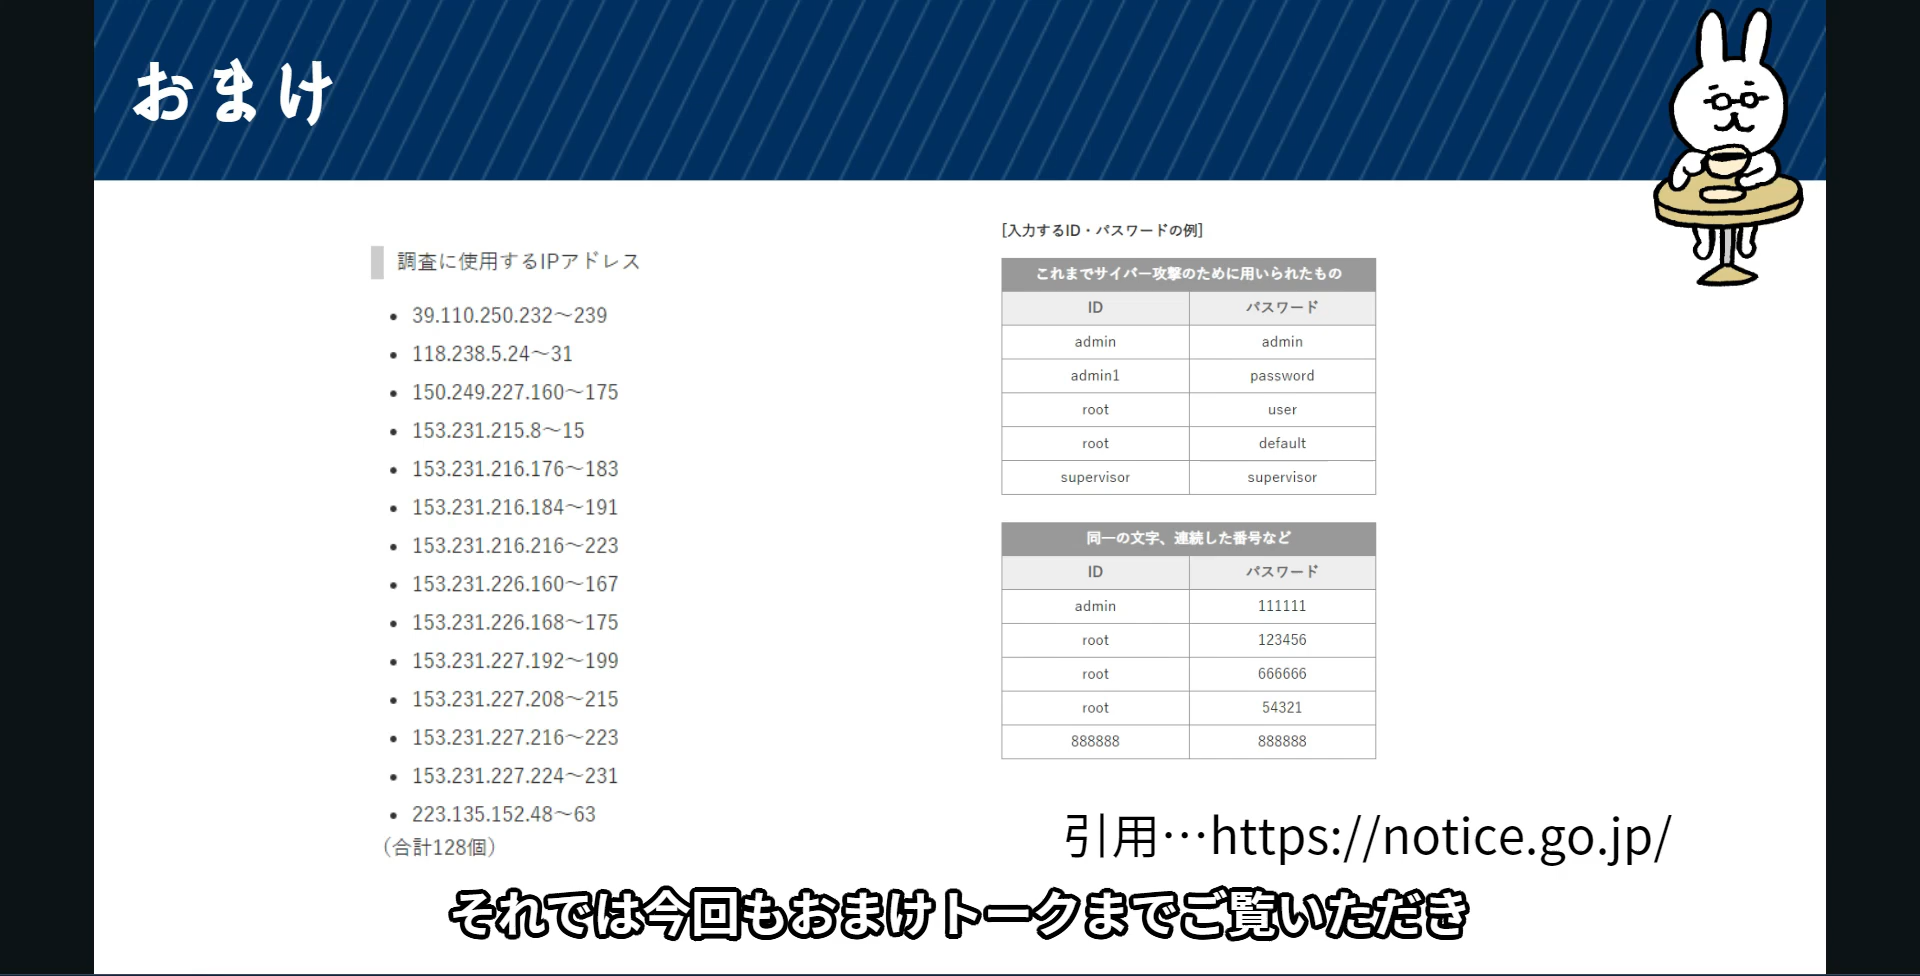 おまけ
調査に使用するIPアドレス
• 39.110.250.232～239
• 118.238.5.24～31
• 150.249.227.160～175
• 153.231.215.8～15
• 153.231.216.176～183
• 153.231.216.184～191
• 153.231.216.216～223
• 153.231.226.160～167
• 153.231.226.168～175
• 153.231.227.192～199
• 153.231.227.208～215
• 153.231.227.216～223
• 153.231.227.224～231
• 223.135.152.48～63
（合計128個）
[入力するID・パスワードの例]
これまでサイバー攻撃のために用いられたもの
ID パスワード
admin admin
admin1 password
root user
root default
supervisor supervisor
同一の文字、連続した番号など
ID パスワード
admin 111111
root 123456
root 666666
root 54321
888888 888888
引用…https://notice.go.jp/
それでは今回もおまけトークまでご覧いただき